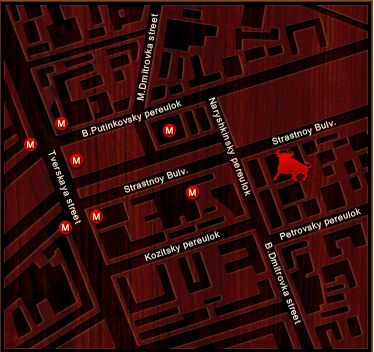 M.Dmitrovka street
B.Putinkovsky pereulok
Naryshkinsky pereulok
Strastnoy Bulv.
M
M
M
M
Tverskaya street
Strastnoy Bulv.
M
M
M
Petrovsky pereulok
Kozitsky pereulok
B.Dmitrovka street